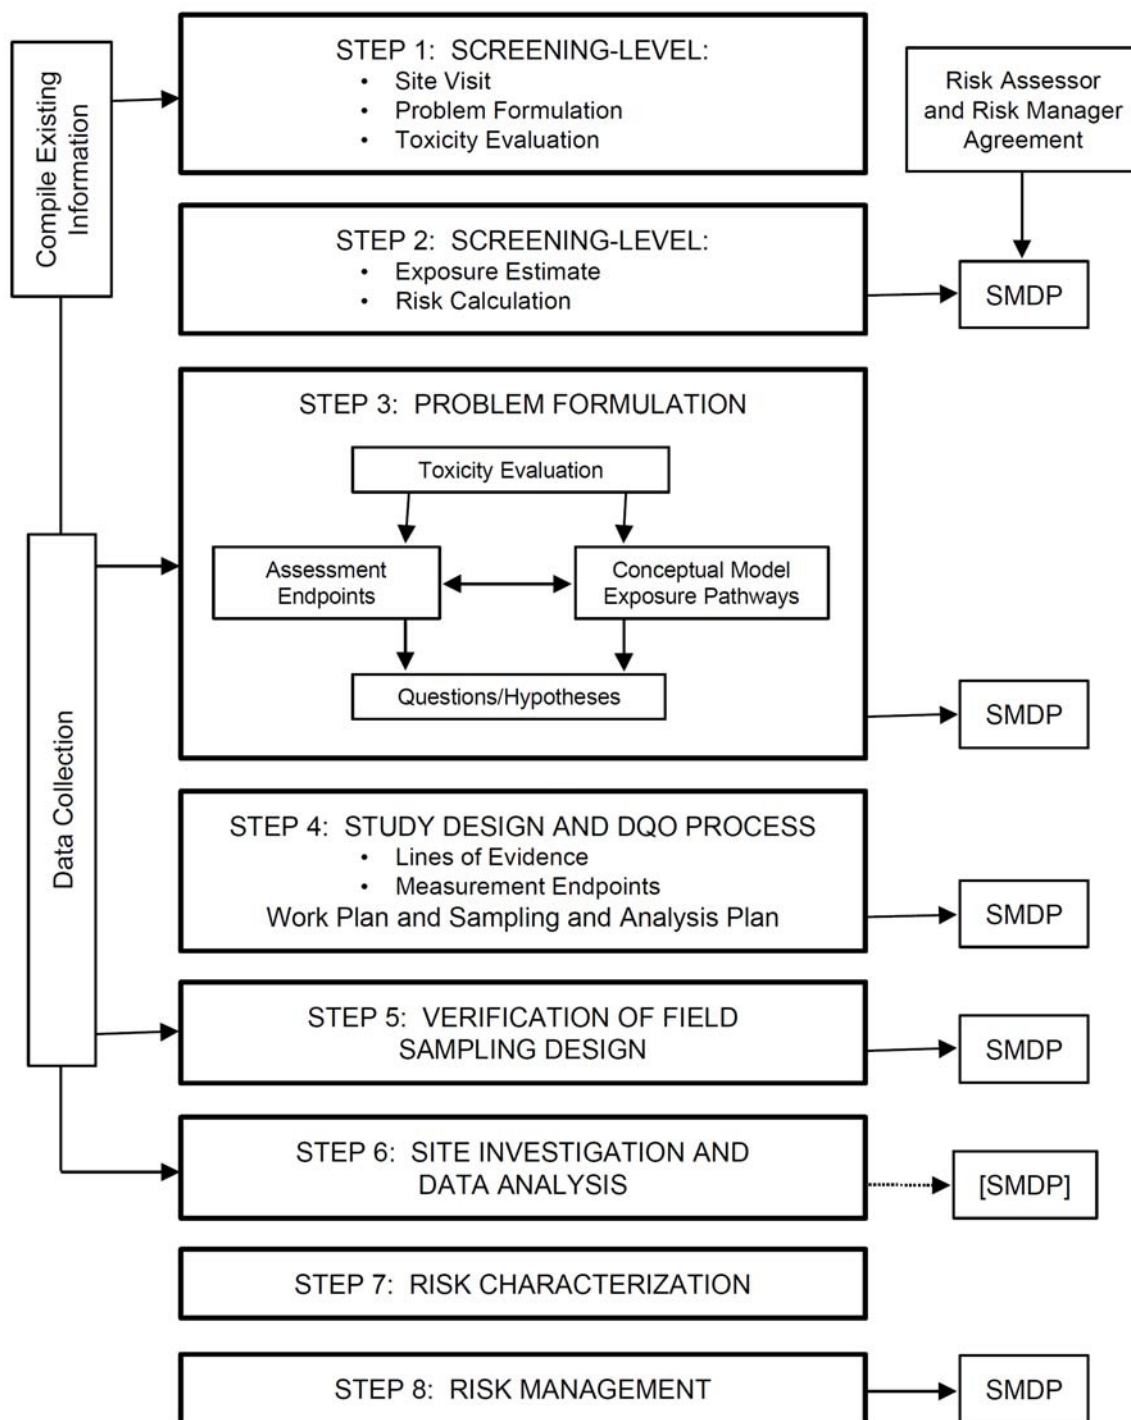 Compile Existing
Information
STEP 1: SCREENING-LEVEL:
• Site Visit
• Problem Formulation
• Toxicity Evaluation
Risk Assessor
and Risk Manager
Agreement
STEP 2: SCREENING-LEVEL:
• Exposure Estimate
• Risk Calculation
SMDP
Data Collection
STEP 3: PROBLEM FORMULATION
Toxicity Evaluation
Assessment
Endpoints
Conceptual Model
Exposure Pathways
Questions/Hypotheses
SMDP
STEP 4: STUDY DESIGN AND DQO PROCESS
• Lines of Evidence
• Measurement Endpoints
Work Plan and Sampling and Analysis Plan
SMDP
STEP 5: VERIFICATION OF FIELD
SAMPLING DESIGN
SMDP
STEP 6: SITE INVESTIGATION AND
DATA ANALYSIS
[SMDP]
STEP 7: RISK CHARACTERIZATION
STEP 8: RISK MANAGEMENT
SMDP